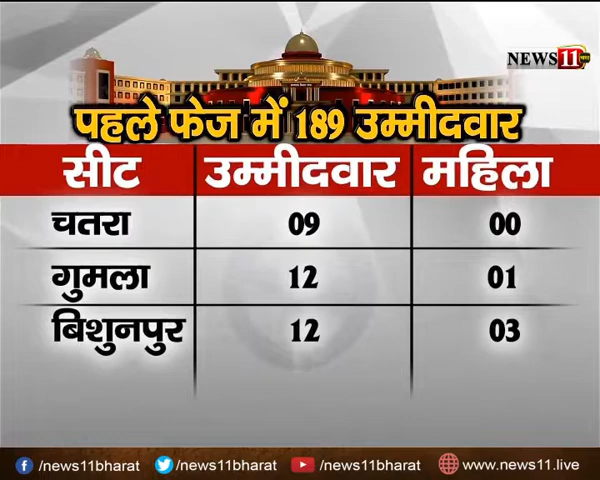 NEWS11
पहले फेज में 189 उम्मीदवार
सीट उम्मीदवार महिला
चतरा 09 00
गुमला 12 01
बिशुनपुर 12 03
/news11bharat /news11bharat /news11bharat www.news11.live